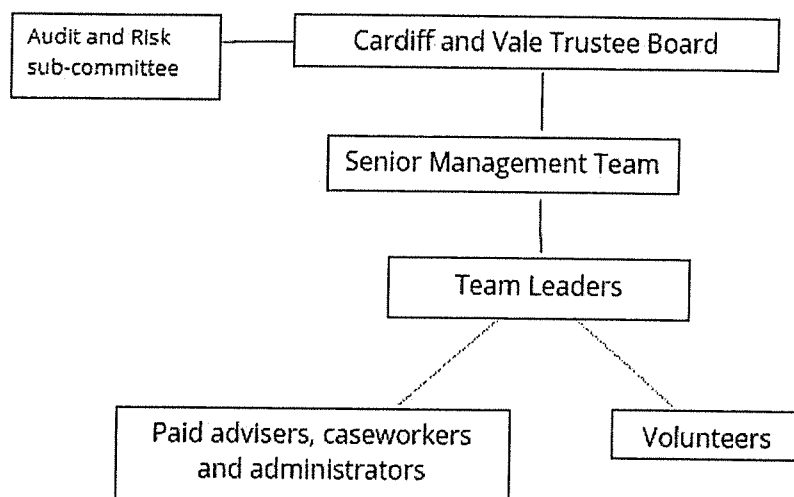 Audit and Risk
sub-committee
Cardiff and Vale Trustee Board
Senior Management Team
Team Leaders
Paid advisers, caseworkers
and administrators
Volunteers